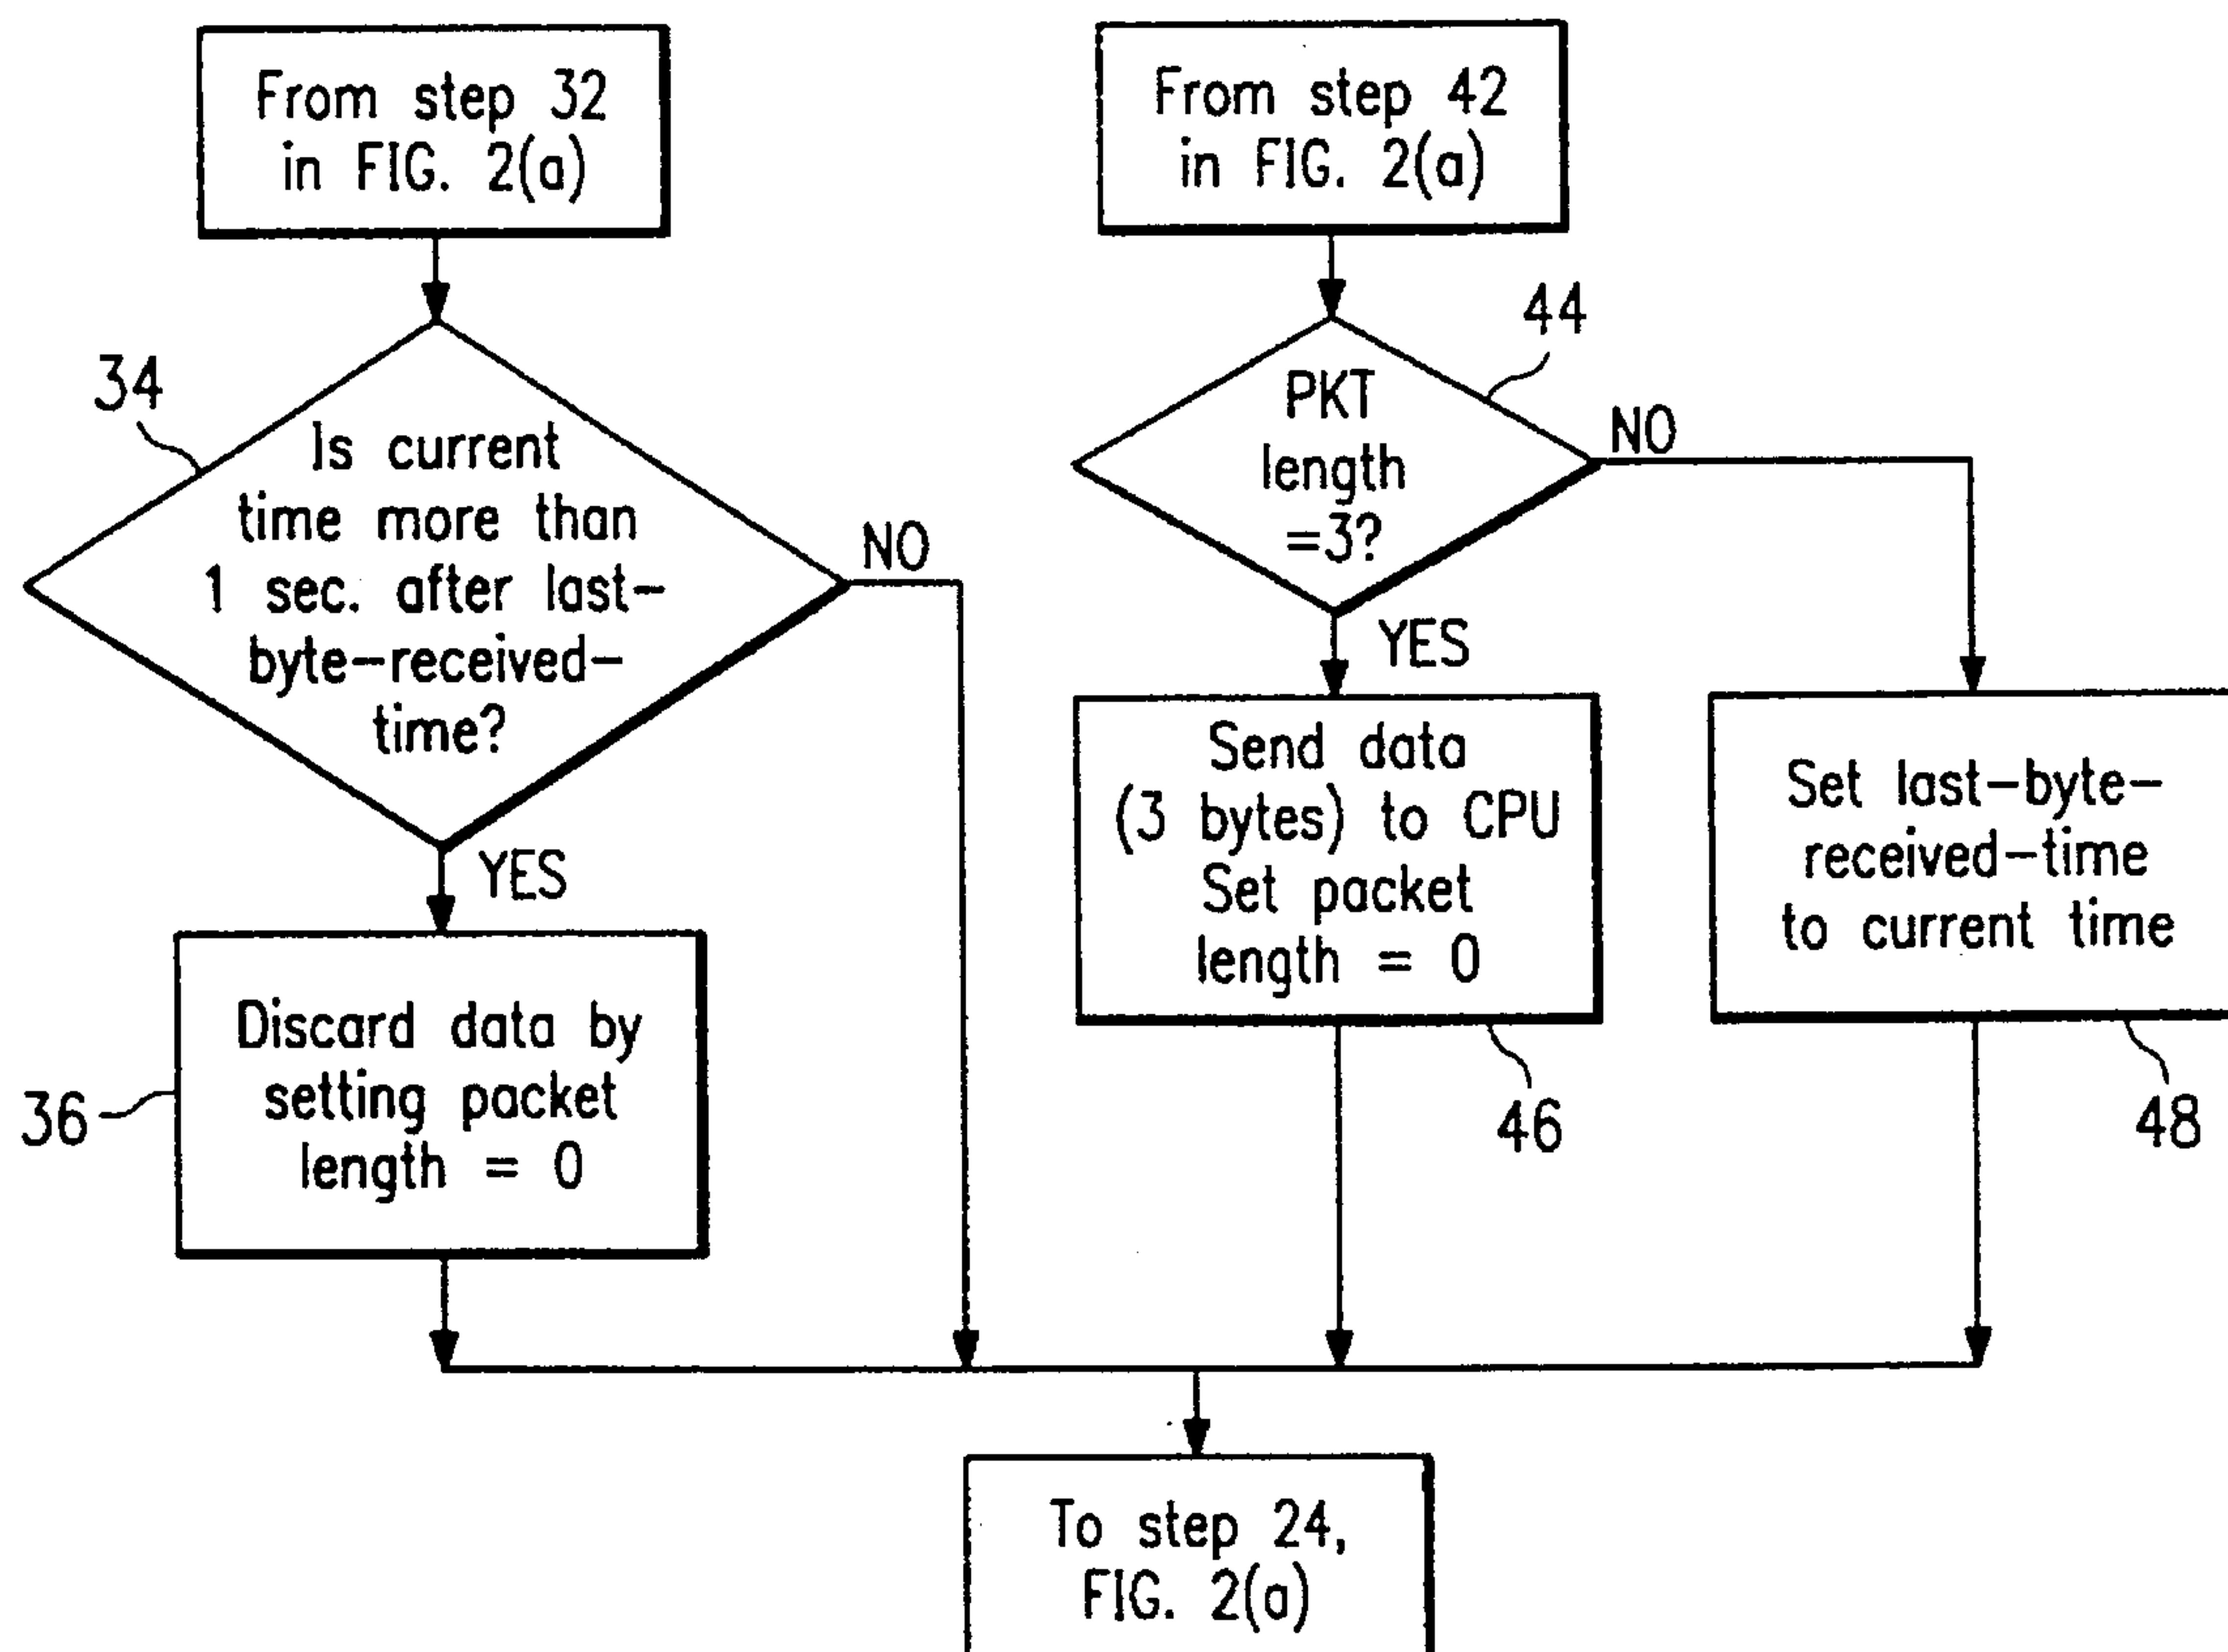 From step 32
in FIG. 2(a)
34
Is current
time more than
1 sec. after last-
byte-received-
time?
NO
YES
36
Discard data by
setting packet
length = 0
From step 42
in FIG. 2(a)
44
PKT
length
=3?
NO
YES
Send data
(3 bytes) to CPU
Set packet
length = 0
46
Set last-byte-
received-time
to current time
48
To step 24,
FIG. 2(a)